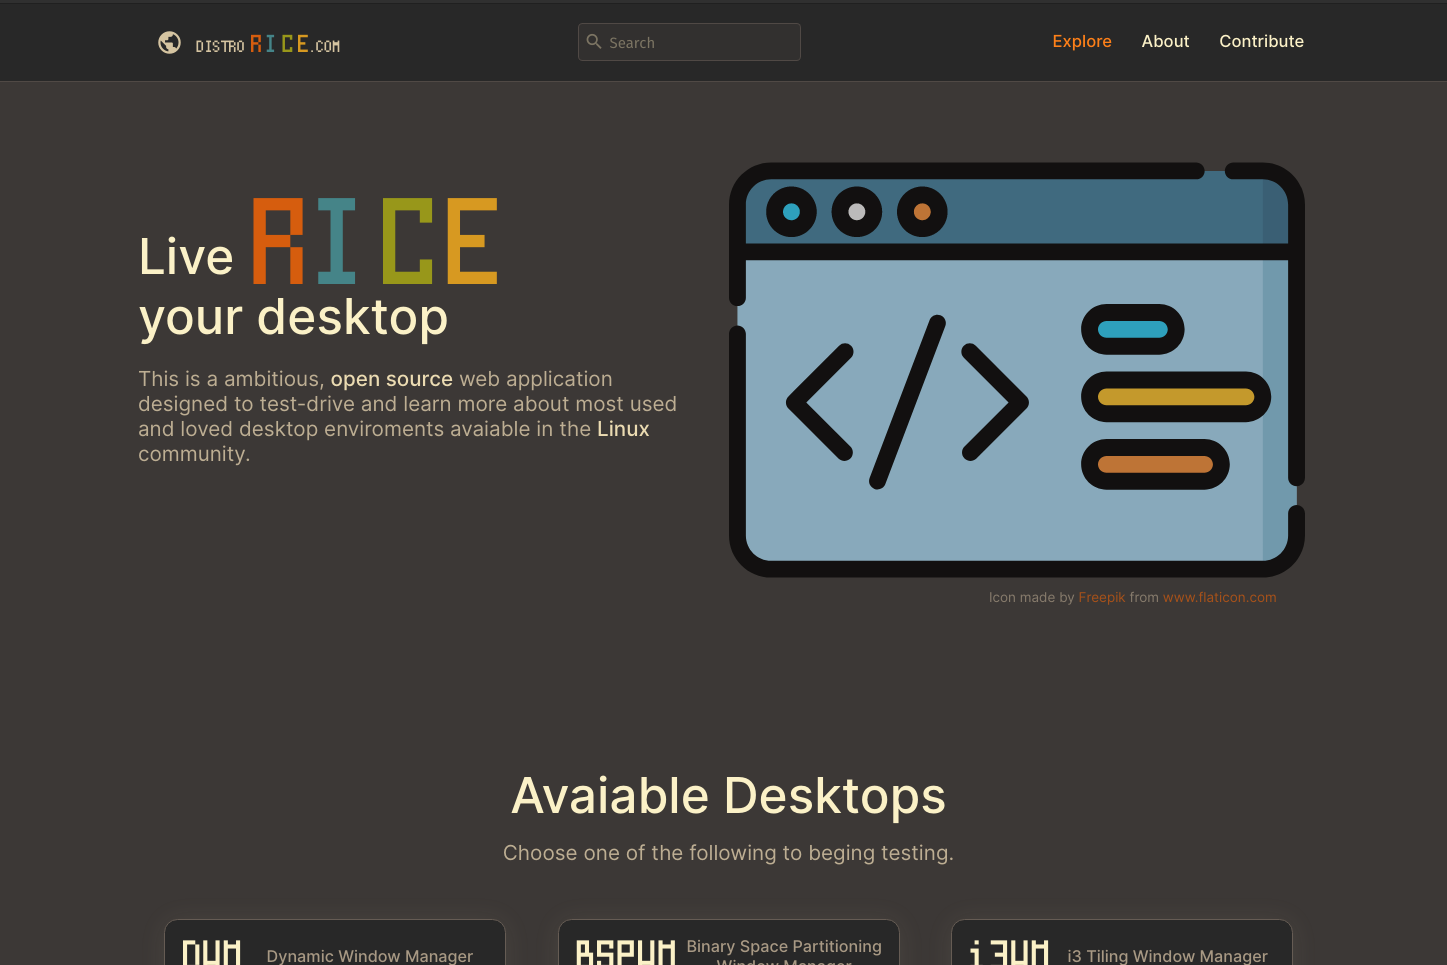 DISTRO RICE.COM
Search
Explore
About
Contribute
Live RICE
your desktop
This is a ambitious, open source web application
designed to test-drive and learn more about most used
and loved desktop enviroments avaiable in the Linux
community.
</>
Icon made by Freepik from www.flaticon.com
Avaiable Desktops
Choose one of the following to beging testing.
DWM
Dynamic Window Manager
BSPWM
Binary Space Partitioning
Window Manager
i3WM
i3 Tiling Window Manager